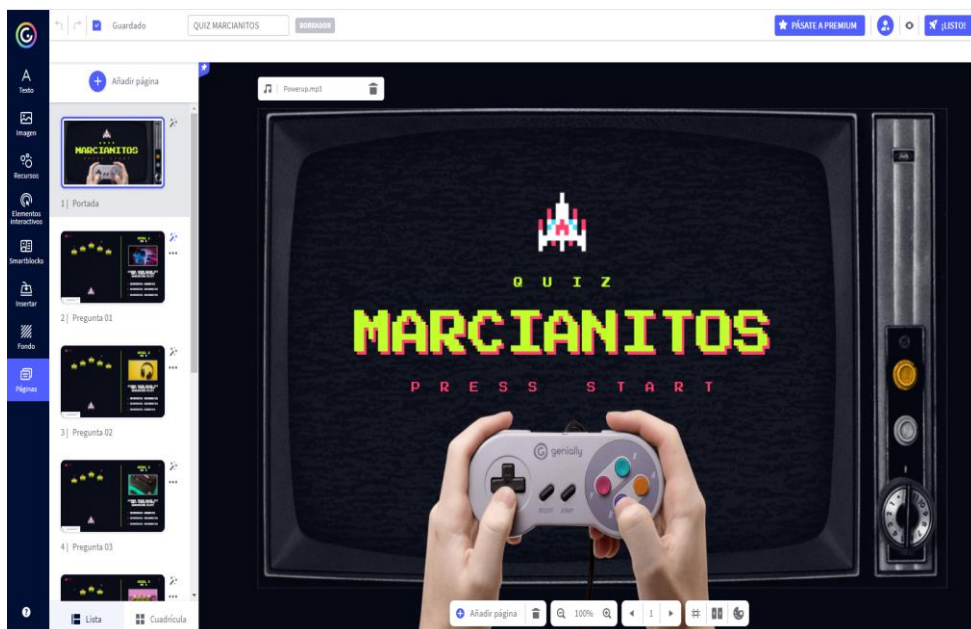 Guardado
QUIZ MARCIANITOS
BORRADOR
PÁSATE A PREMIUM
¡LISTO!
Texto
Imagen
Recursos
Elementos interactivos
Smartblocks
Insertar
Fondo
Páginas
Añadir página
MARCIANITOS
1 | Portada
2 | Pregunta 01
3 | Pregunta 02
4 | Pregunta 03
Lista
Cuadrícula
Powerup.mp3
QUIZ
MARCIANITOS
PRESS START
genially
SELECT START
X
Y
A
B
Añadir página
100%
1